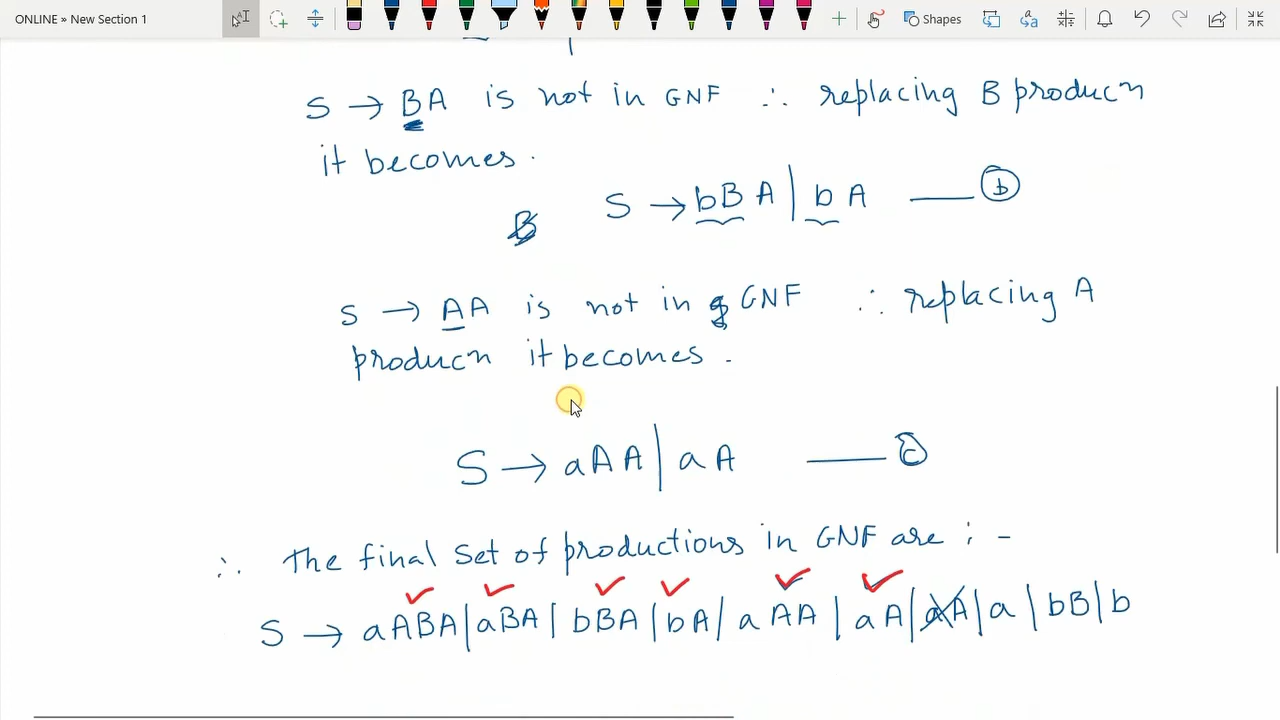 ONLINE » New Section 1
Shapes
S → BA is not in GNF ∴ replacing B producn
it becomes.
S → bBA | bA —— ⓑ
B
S → AA is not in GNF ∴ replacing A
producn it becomes.
S → aAA | aA —— ⓒ
∴ The final set of productions in GNF are : -
S → aABA | aBA | bBA | bA | aAA | aA | aA | a | bB | b